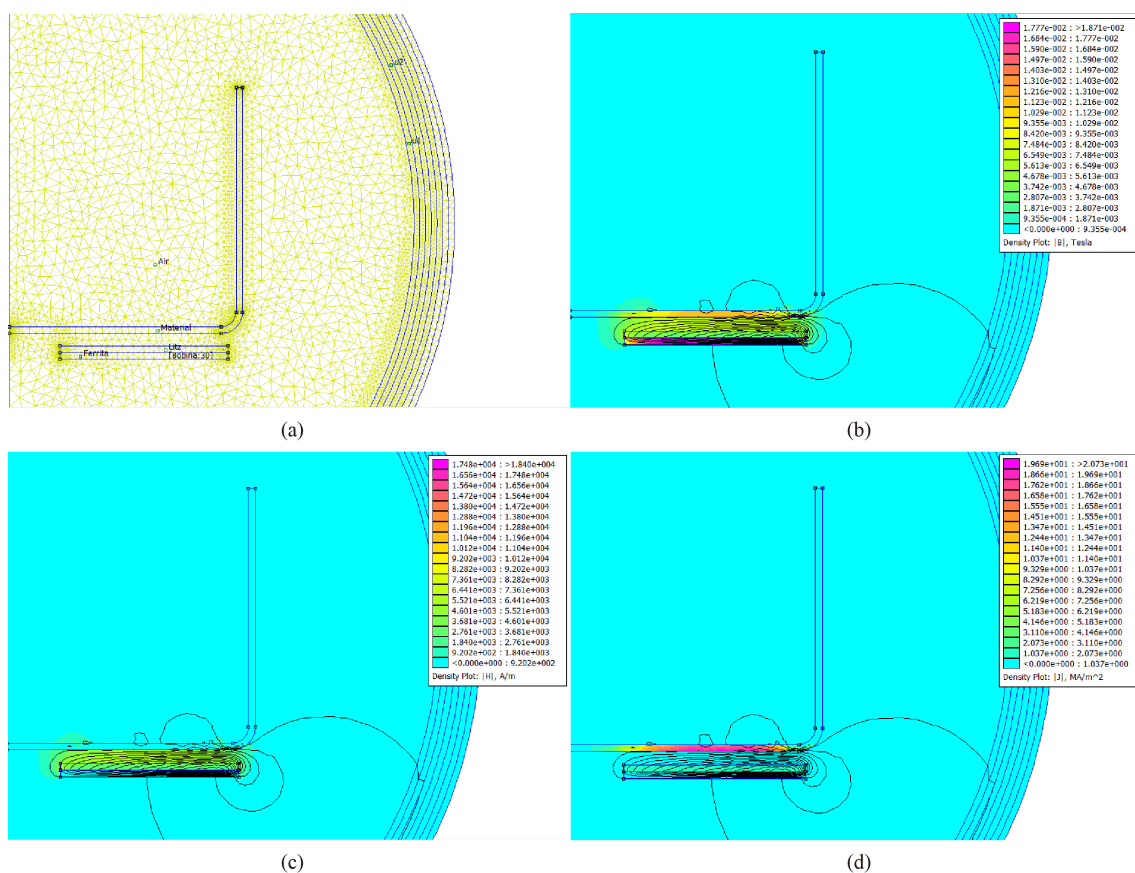 u2
u1
Air
Material
Litz
Ferrita
[Bobina:30]
(a)
1.777e-002 : >1.871e-002
1.684e-002 : 1.777e-002
1.590e-002 : 1.684e-002
1.497e-002 : 1.590e-002
1.403e-002 : 1.497e-002
1.310e-002 : 1.403e-002
1.216e-002 : 1.310e-002
1.123e-002 : 1.216e-002
1.029e-002 : 1.123e-002
9.355e-003 : 1.029e-002
8.420e-003 : 9.355e-003
7.484e-003 : 8.420e-003
6.549e-003 : 7.484e-003
5.613e-003 : 6.549e-003
4.678e-003 : 5.613e-003
3.742e-003 : 4.678e-003
2.807e-003 : 3.742e-003
1.871e-003 : 2.807e-003
9.355e-004 : 1.871e-003
<0.000e+000 : 9.355e-004
Density Plot: |B|, Tesla
(b)
1.748e+004 : >1.840e+004
1.656e+004 : 1.748e+004
1.564e+004 : 1.656e+004
1.472e+004 : 1.564e+004
1.380e+004 : 1.472e+004
1.288e+004 : 1.380e+004
1.196e+004 : 1.288e+004
1.104e+004 : 1.196e+004
1.012e+004 : 1.104e+004
9.202e+003 : 1.012e+004
8.282e+003 : 9.202e+003
7.361e+003 : 8.282e+003
6.441e+003 : 7.361e+003
5.521e+003 : 6.441e+003
4.601e+003 : 5.521e+003
3.681e+003 : 4.601e+003
2.761e+003 : 3.681e+003
1.840e+003 : 2.761e+003
9.202e+002 : 1.840e+003
<0.000e+000 : 9.202e+002
Density Plot: |H|, A/m
(c)
1.969e+001 : >2.073e+001
1.866e+001 : 1.969e+001
1.762e+001 : 1.866e+001
1.658e+001 : 1.762e+001
1.555e+001 : 1.658e+001
1.451e+001 : 1.555e+001
1.347e+001 : 1.451e+001
1.244e+001 : 1.347e+001
1.140e+001 : 1.244e+001
1.037e+001 : 1.140e+001
9.329e+000 : 1.037e+001
8.292e+000 : 9.329e+000
7.256e+000 : 8.292e+000
6.219e+000 : 7.256e+000
5.183e+000 : 6.219e+000
4.146e+000 : 5.183e+000
3.110e+000 : 4.146e+000
2.073e+000 : 3.110e+000
1.037e+000 : 2.073e+000
<0.000e+000 : 1.037e+000
Density Plot: |J|, MA/m^2
(d)